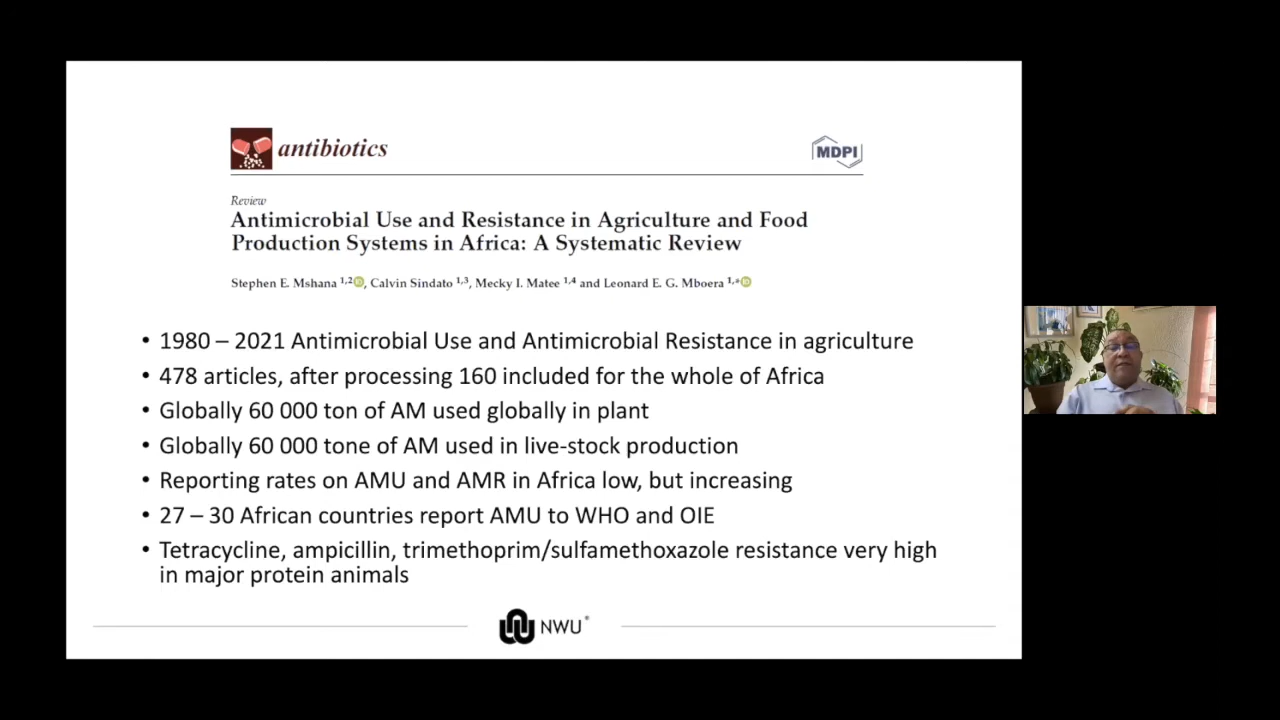 antibiotics
MDPI
Review
Antimicrobial Use and Resistance in Agriculture and Food
Production Systems in Africa: A Systematic Review
Stephen E. Mshana 1,2, Calvin Sindato 1,3, Mecky I. Matee 1,4 and Leonard E. G. Mboera 1,*
• 1980 – 2021 Antimicrobial Use and Antimicrobial Resistance in agriculture
• 478 articles, after processing 160 included for the whole of Africa
• Globally 60 000 ton of AM used globally in plant
• Globally 60 000 tone of AM used in live-stock production
• Reporting rates on AMU and AMR in Africa low, but increasing
• 27 – 30 African countries report AMU to WHO and OIE
• Tetracycline, ampicillin, trimethoprim/sulfamethoxazole resistance very high
in major protein animals
NWU®